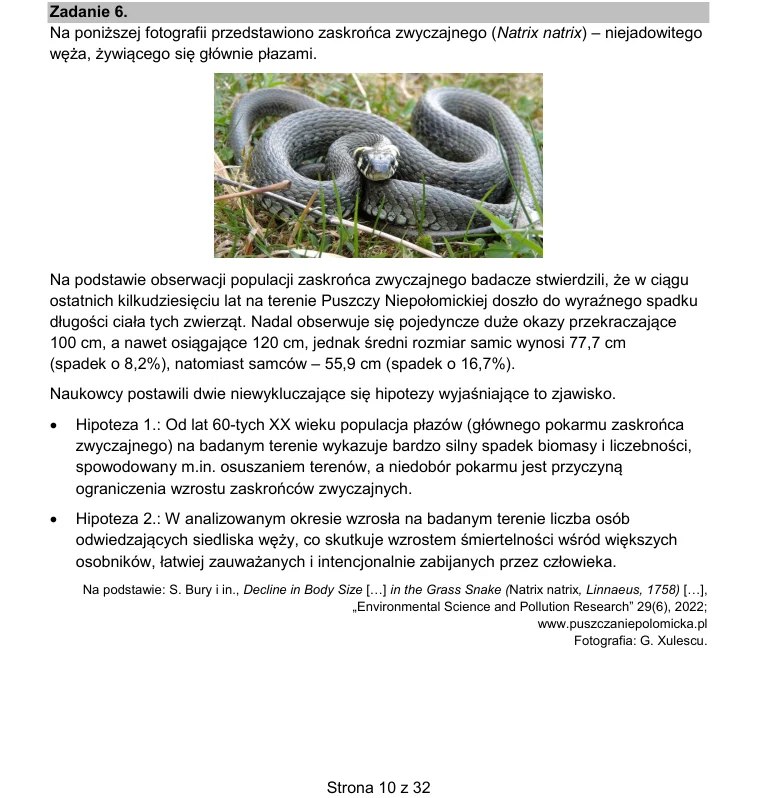 Zadanie 6.
Na poniższej fotografii przedstawiono zaskrońca zwyczajnego (Natrix natrix) – niejadowitego
węża, żywiącego się głównie płazami.
Na podstawie obserwacji populacji zaskrońca zwyczajnego badacze stwierdzili, że w ciągu
ostatnich kilkudziesięciu lat na terenie Puszczy Niepołomickiej doszło do wyraźnego spadku
długości ciała tych zwierząt. Nadal obserwuje się pojedyncze duże okazy przekraczające
100 cm, a nawet osiągające 120 cm, jednak średni rozmiar samic wynosi 77,7 cm
(spadek o 8,2%), natomiast samców – 55,9 cm (spadek o 16,7%).
Naukowcy postawili dwie niewykluczające się hipotezy wyjaśniające to zjawisko.
• Hipoteza 1.: Od lat 60-tych XX wieku populacja płazów (głównego pokarmu zaskrońca
zwyczajnego) na badanym terenie wykazuje bardzo silny spadek biomasy i liczebności,
spowodowany m.in. osuszaniem terenów, a niedobór pokarmu jest przyczyną
ograniczenia wzrostu zaskrońców zwyczajnych.
• Hipoteza 2.: W analizowanym okresie wzrosła na badanym terenie liczba osób
odwiedzających siedliska węży, co skutkuje wzrostem śmiertelności wśród większych
osobników, łatwiej zauważanych i intencjonalnie zabijanych przez człowieka.
Na podstawie: S. Bury i in., Decline in Body Size […] in the Grass Snake (Natrix natrix, Linnaeus, 1758) […],
„Environmental Science and Pollution Research” 29(6), 2022;
www.puszczaniepolomicka.pl
Fotografia: G. Xulescu.
Strona 10 z 32